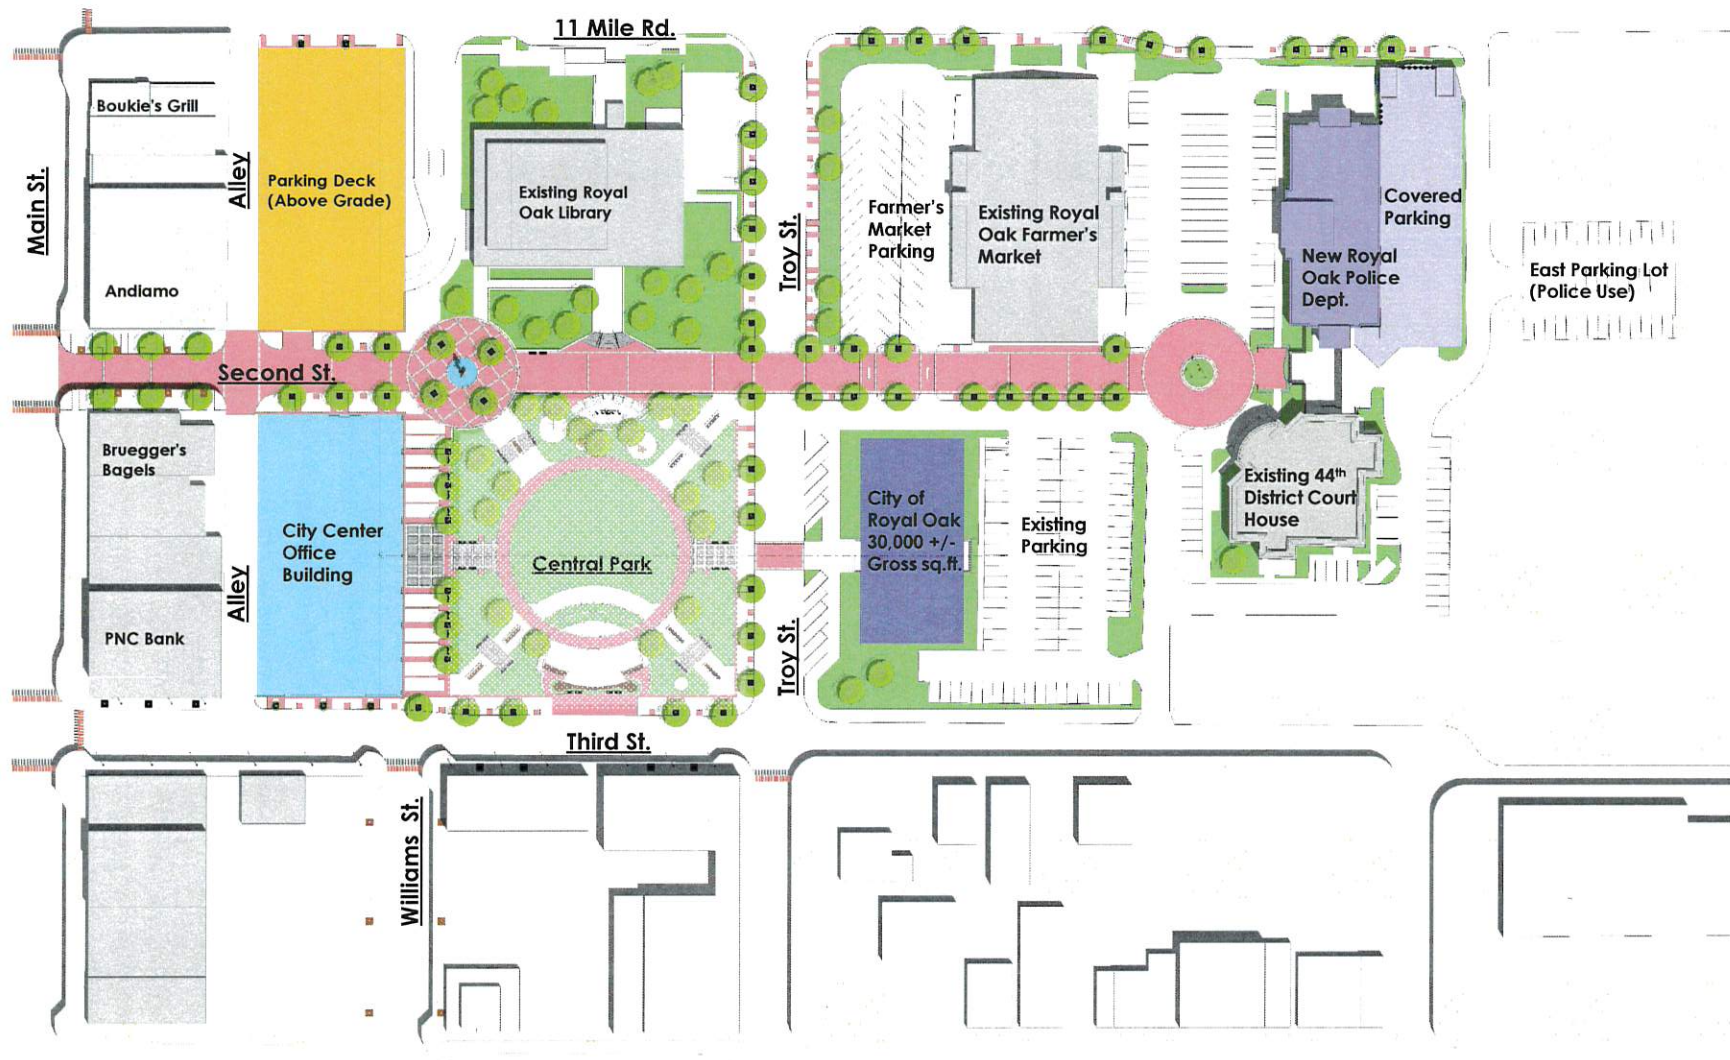 11 Mile Rd.
Boukie's Grill
Main St.
Alley
Parking Deck
(Above Grade)
Existing Royal
Oak Library
Andiamo
Troy St.
Farmer's
Market
Parking
Existing Royal
Oak Farmer's
Market
Covered
Parking
New Royal
Oak Police
Dept.
East Parking Lot
(Police Use)
Second St.
Bruegger's
Bagels
City Center
Office
Building
Alley
PNC Bank
Central Park
Troy St.
City of
Royal Oak
30,000 +/-
Gross sq.ft.
Existing
Parking
Existing 44th
District Court
House
Third St.
Williams St.